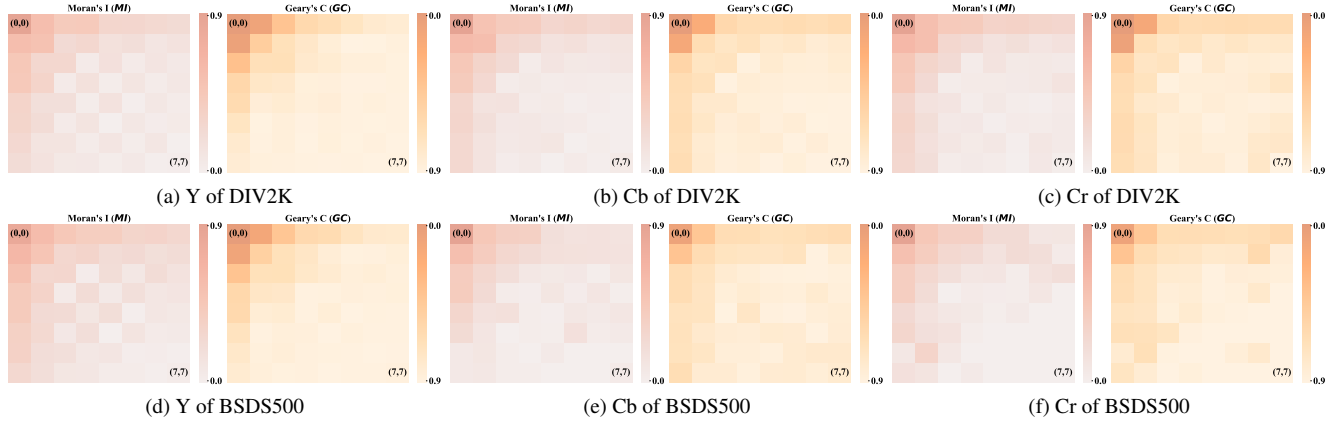 Moran's I (MI)
Geary's C (GC)
(0,0)
(7,7)
0.9
0.0
(0,0)
(7,7)
0.0
0.9
(a) Y of DIV2K
Moran's I (MI)
Geary's C (GC)
(0,0)
(7,7)
0.9
0.0
(0,0)
(7,7)
0.0
0.9
(b) Cb of DIV2K
Moran's I (MI)
Geary's C (GC)
(0,0)
(7,7)
0.9
0.0
(0,0)
(7,7)
0.0
0.9
(c) Cr of DIV2K
Moran's I (MI)
Geary's C (GC)
(0,0)
(7,7)
0.9
0.0
(0,0)
(7,7)
0.0
0.9
(d) Y of BSDS500
Moran's I (MI)
Geary's C (GC)
(0,0)
(7,7)
0.9
0.0
(0,0)
(7,7)
0.0
0.9
(e) Cb of BSDS500
Moran's I (MI)
Geary's C (GC)
(0,0)
(7,7)
0.9
0.0
(0,0)
(7,7)
0.0
0.9
(f) Cr of BSDS500